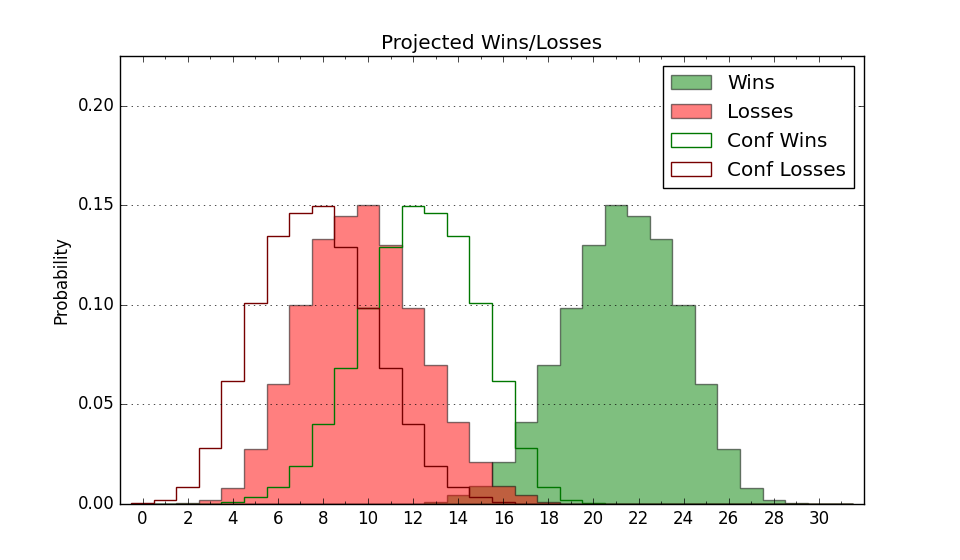 Projected Wins/Losses
Wins
Losses
Conf Wins
Conf Losses
Probability
0.20
0.15
0.10
0.05
0.00
0 2 4 6 8 10 12 14 16 18 20 22 24 26 28 30